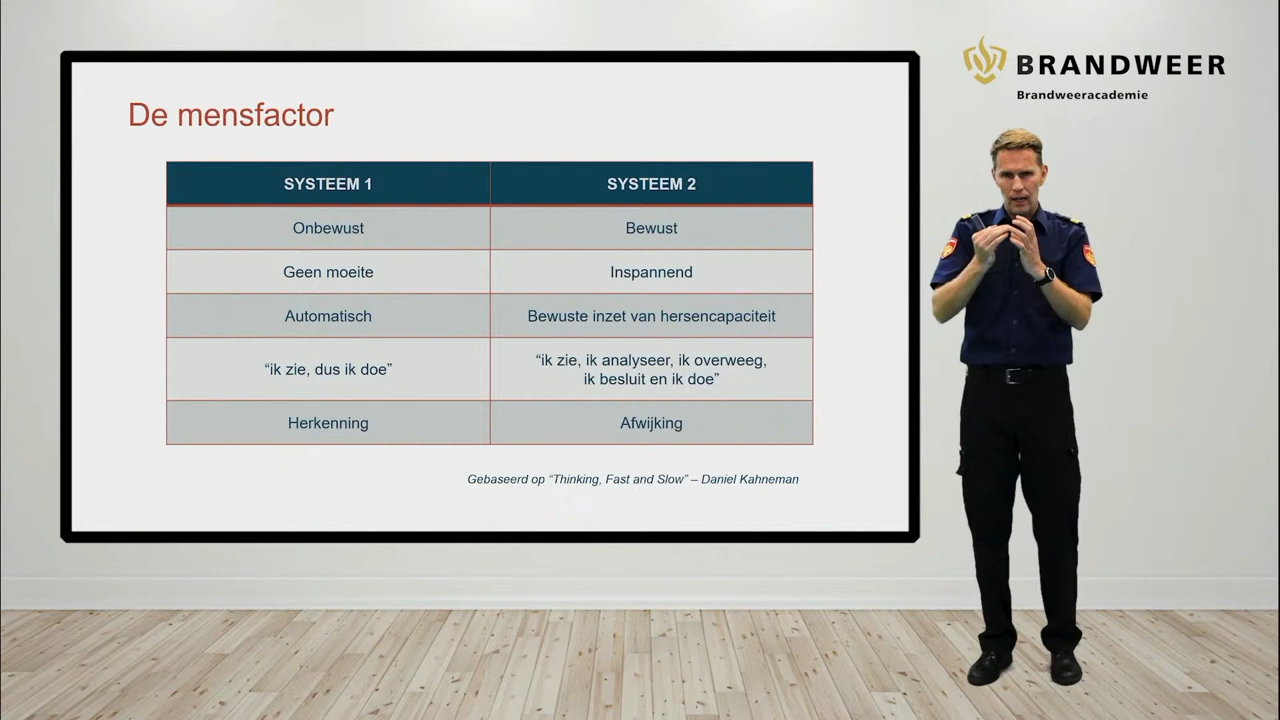 BRANDWEER
Brandweeracademie
De mensfactor
SYSTEEM 1
SYSTEEM 2
Onbewust
Bewust
Geen moeite
Inspannend
Automatisch
Bewuste inzet van hersencapaciteit
“ik zie, dus ik doe”
“ik zie, ik analyseer, ik overweeg,
ik besluit en ik doe”
Herkenning
Afwijking
Gebaseerd op “Thinking, Fast and Slow” – Daniel Kahneman